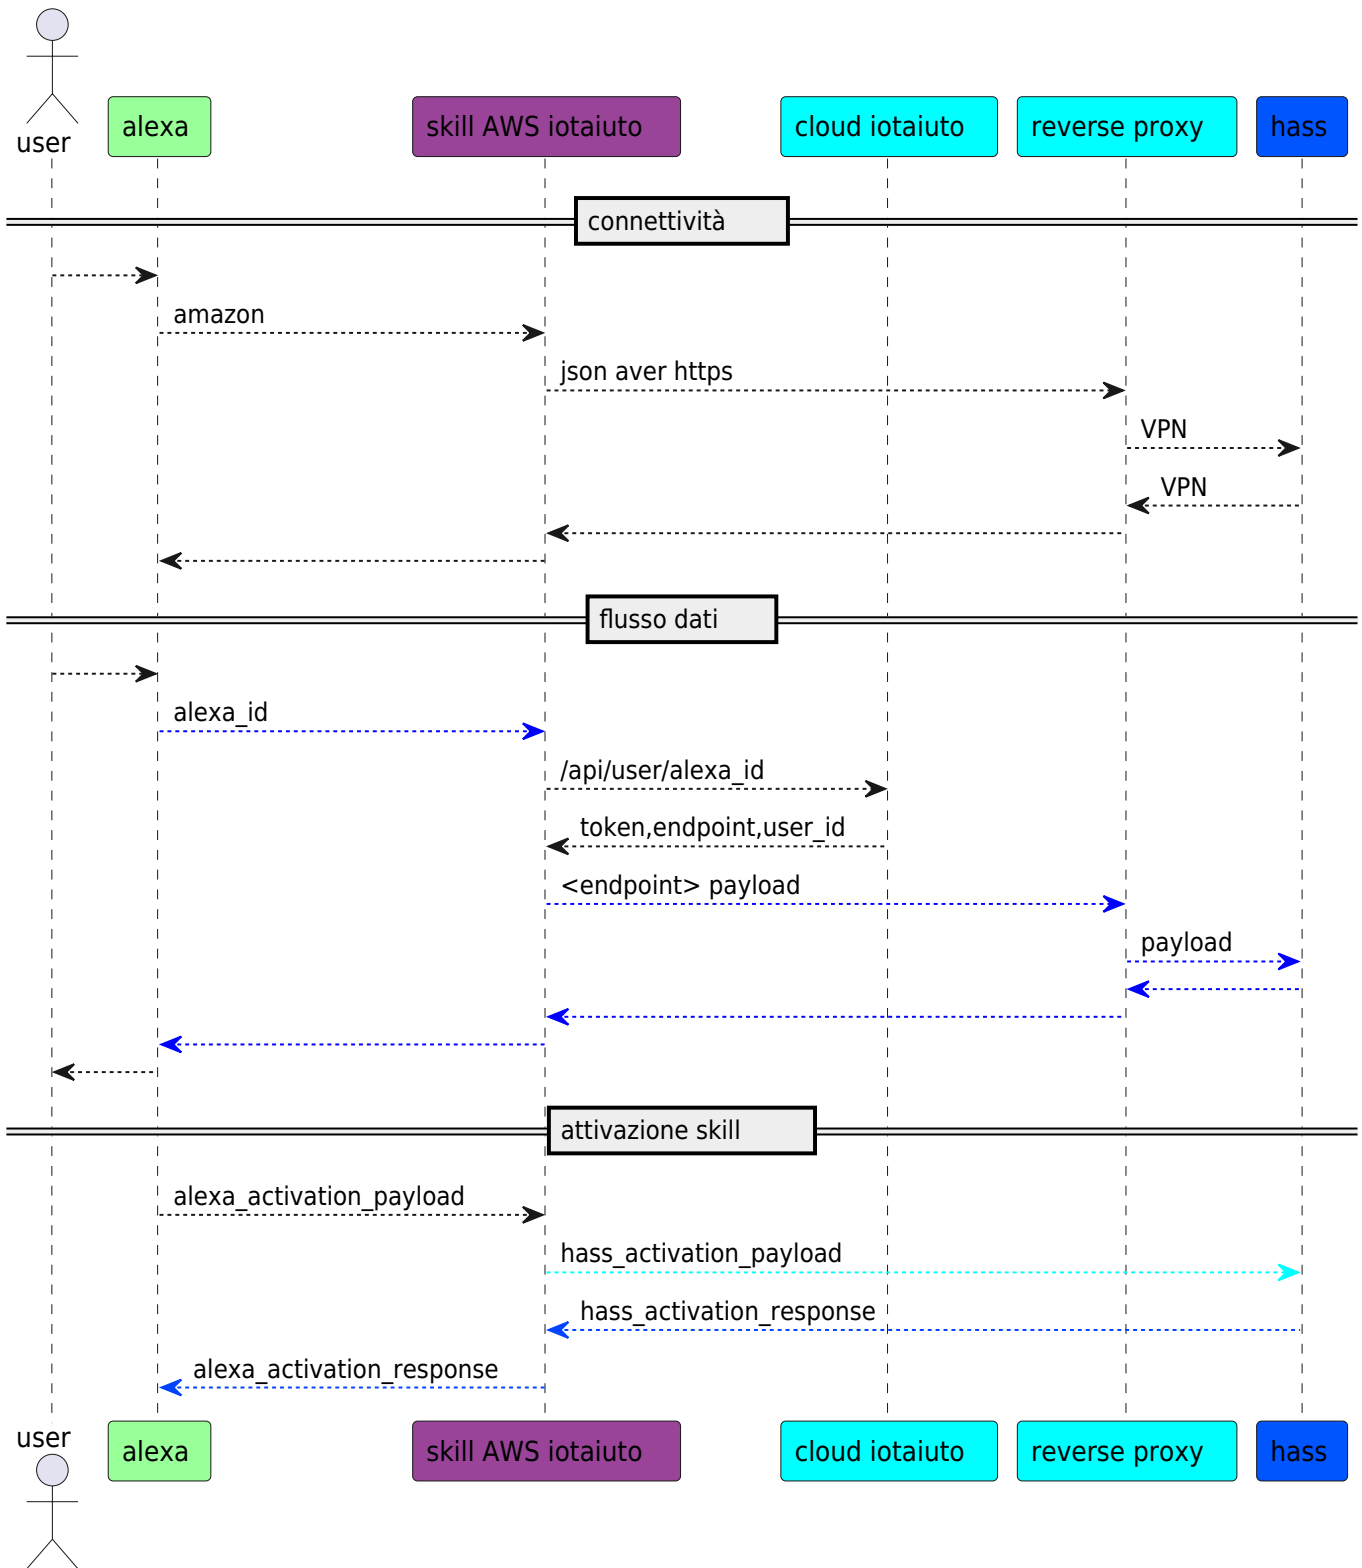 user
alexa
skill AWS iotaiuto
cloud iotaiuto
reverse proxy
hass
connettività
amazon
json aver https
VPN
VPN
flusso dati
alexa_id
/api/user/alexa_id
token,endpoint,user_id
<endpoint> payload
payload
attivazione skill
alexa_activation_payload
hass_activation_payload
hass_activation_response
alexa_activation_response
user
alexa
skill AWS iotaiuto
cloud iotaiuto
reverse proxy
hass